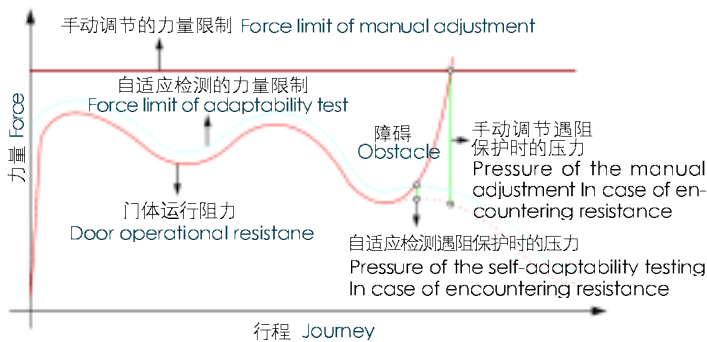 手动调节的力量限制 Force limit of manual adjustment
自适应检测的力量限制
Force limit of adaptability test
障碍
Obstacle
手动调节遇阻
保护时的压力
Pressure of the manual
adjustment In case of en-
countering resistance
力量 Force
门体运行阻力
Door operational resistane
自适应检测遇阻保护时的压力
Pressure of the self-adaptability testing
In case of encountering resistance
行程 Journey